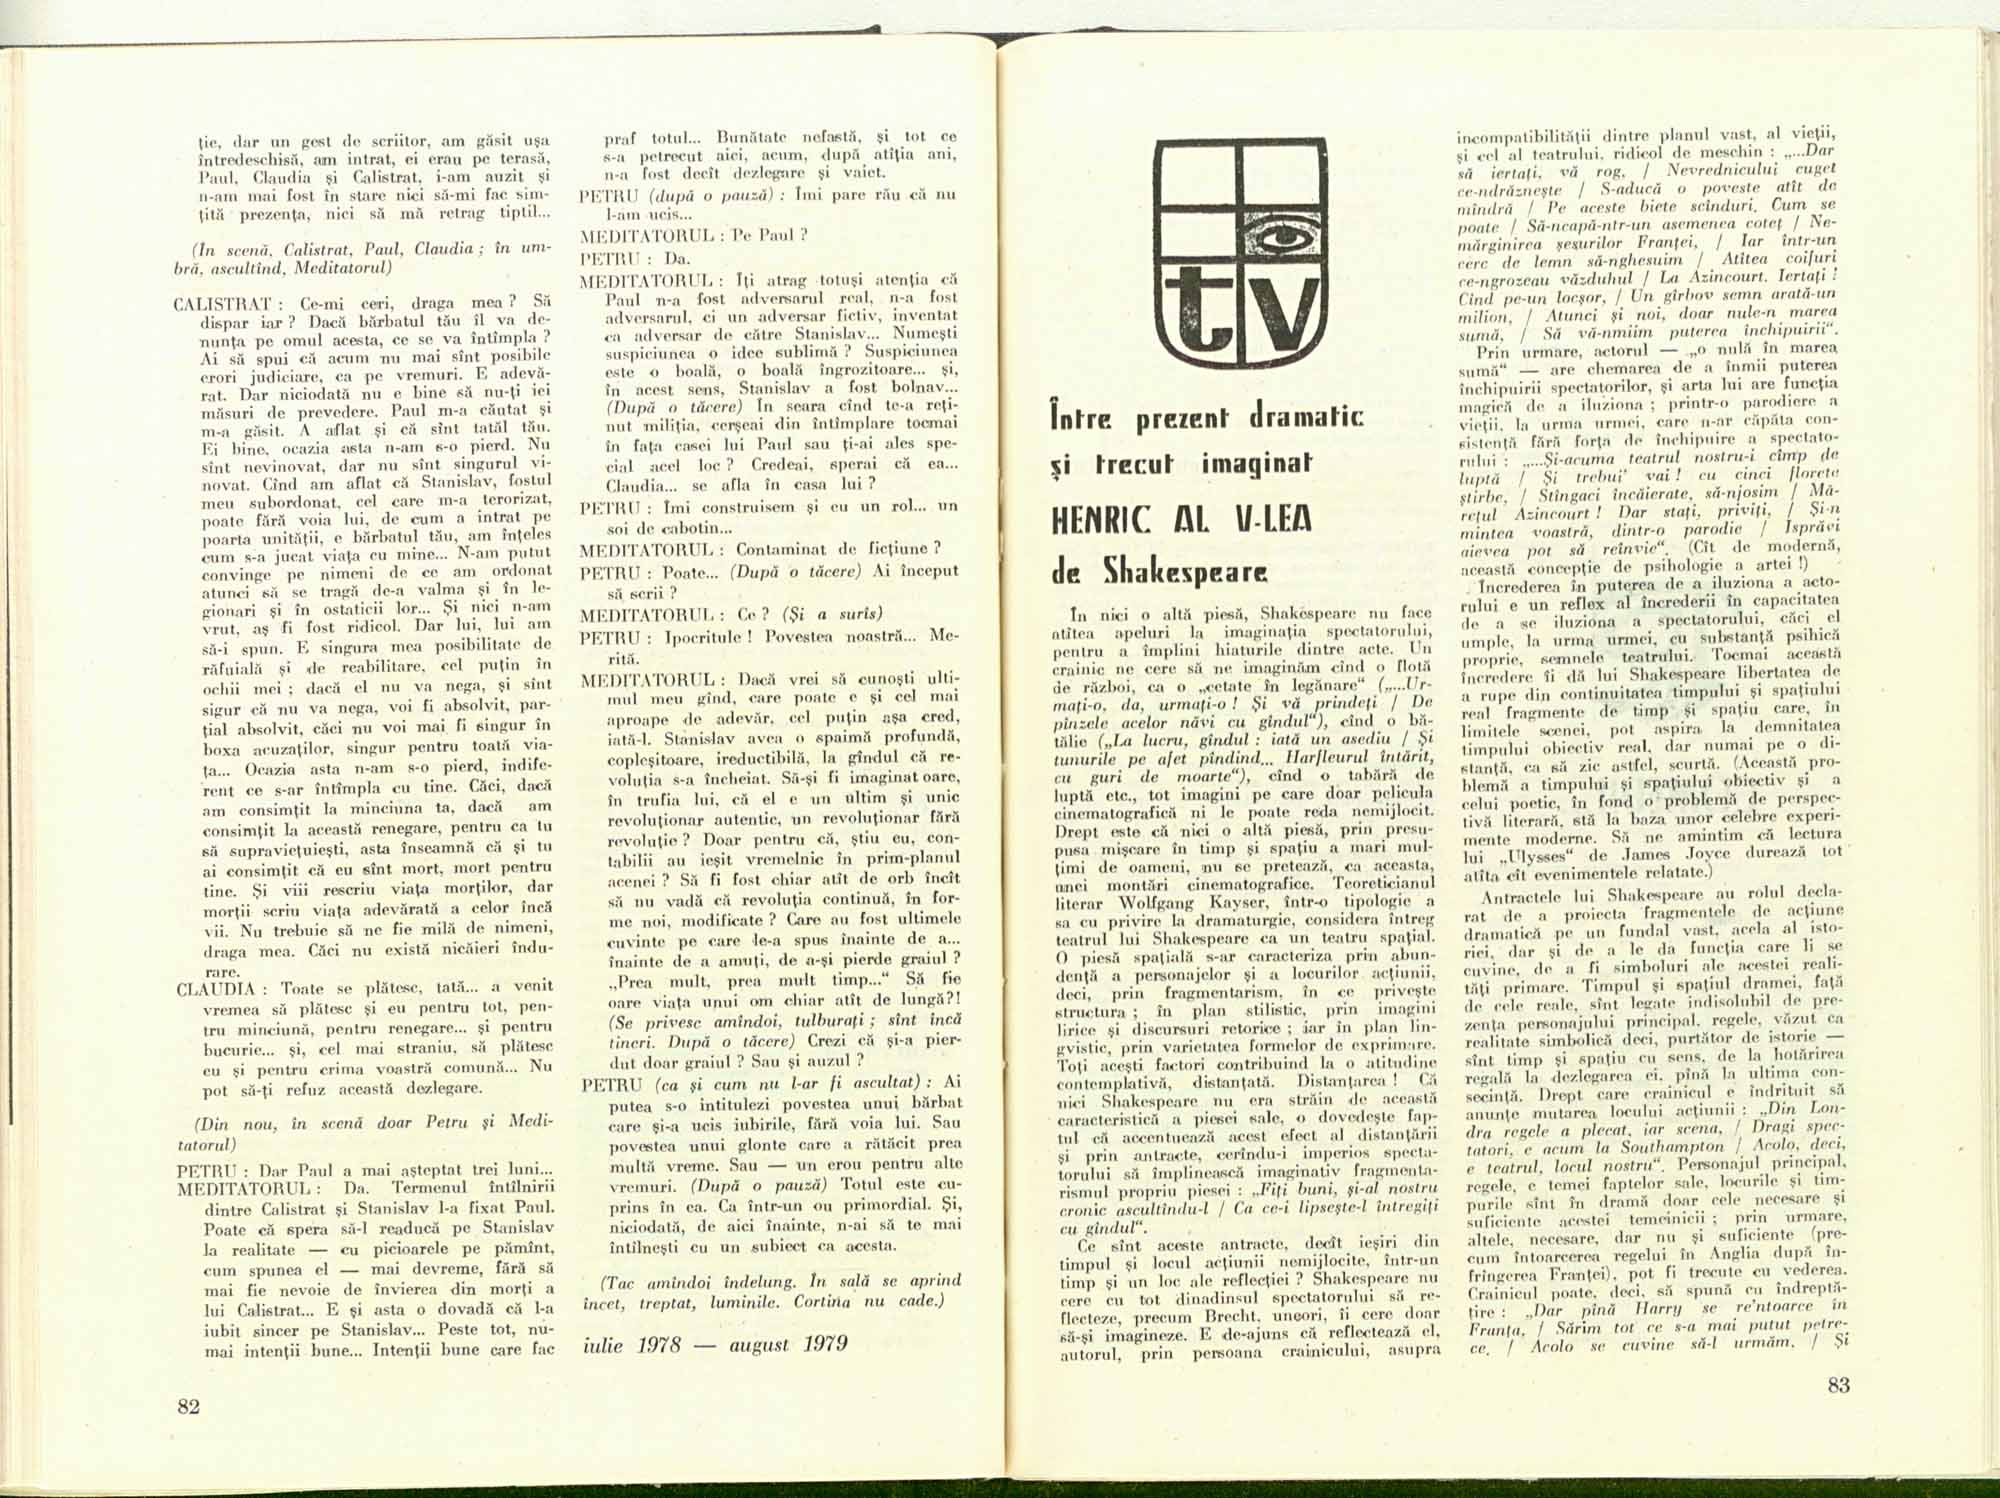 ție, dar un gest de scriitor, am găsit ușa
întredeschisă, am intrat, ei erau pe terasă,
Paul, Claudia și Calistrat, i-am auzit și
n-am mai fost în stare nici să-mi fac sim-
țită prezența, nici să mă retrag tiptil...
(In scenă, Calistrat, Paul, Claudia ; în um-
bră, ascultînd, Meditatorul)
CALISTRAT : Ce-mi ceri, draga mea ? Să
dispar iar ? Dacă bărbatul tău îl va de-
nunța pe omul acesta, ce se va întîmpla ?
Ai să spui că acum nu mai sînt posibile
erori judiciare, ca pe vremuri. E adevă-
rat. Dar niciodată nu e bine să nu-ți iei
măsuri de prevedere. Paul m-a căutat și
m-a găsit. A aflat și că sînt tatăl tău.
Ei bine, ocazia asta n-am s-o pierd. Nu
sînt nevinovat, dar nu sînt singurul vi-
novat. Cînd am aflat că Stanislav, fostul
meu subordonat, cel care m-a terorizat,
poate fără voia lui, de cum a intrat pe
poarta unității, e bărbatul tău, am înțeles
cum s-a jucat viața cu mine... N-am putut
convinge pe nimeni de ce am ordonat
atunci să se tragă de-a valma și în le-
gionari și în ostaticii lor... Și nici n-am
vrut, aș fi fost ridicol. Dar lui, lui am
să-i spun. E singura mea posibilitate de
răfuială și de reabilitare, cel puțin în
ochii mei ; dacă el nu va nega, și sînt
sigur că nu va nega, voi fi absolvit, par-
țial absolvit, căci nu voi mai fi singur în
boxa acuzaților, singur pentru toată via-
ța... Ocazia asta n-am s-o pierd, indife-
rent ce s-ar întîmpla cu tine. Căci, dacă
am consimțit la minciuna ta, dacă am
consimțit la această renegare, pentru ca tu
să supraviețuiești, asta înseamnă că și tu
ai consimțit că eu sînt mort, mort pentru
tine. Și viii rescriu viața morților, dar
morții scriu viața adevărată a celor încă
vii. Nu trebuie să ne fie milă de nimeni,
draga mea. Căci nu există nicăieri îndu-
rare.
CLAUDIA : Toate se plătesc, tată... a venit
vremea să plătesc și eu pentru tot, pen-
tru minciună, pentru renegare... și pentru
bucurie... și, cel mai straniu, să plătesc
eu și pentru crima voastră comună... Nu
pot să-ți refuz această dezlegare.
(Din nou, în scenă doar Petru și Medi-
tatorul)
PETRU : Dar Paul a mai așteptat trei luni...
MEDITATORUL : Da. Termenul întîlnirii
dintre Calistrat și Stanislav l-a fixat Paul.
Poate că spera să-l readucă pe Stanislav
la realitate — cu picioarele pe pămînt,
cum spunea el — mai devreme, fără să
mai fie nevoie de învierea din morți a
lui Calistrat... E și asta o dovadă că l-a
iubit sincer pe Stanislav... Peste tot, nu-
mai intenții bune... Intenții bune care fac
82
praf totul... Bunătate nefastă, și tot ce
s-a petrecut aici, acum, după atîția ani,
n-a fost decît dezlegare și vaiet.
PETRU (după o pauză) : Îmi pare rău că nu
l-am ucis...
MEDITATORUL : Pe Paul ?
PETRU : Da.
MEDITATORUL : Îți atrag totuși atenția că
Paul n-a fost adversarul real, n-a fost
adversarul, ci un adversar fictiv, inventat
ca adversar de către Stanislav... Numești
suspiciunea o idee sublimă ? Suspiciunea
este o boală, o boală îngrozitoare... și,
în acest sens, Stanislav a fost bolnav...
(După o tăcere) In seara cînd te-a reți-
nut miliția, cerșeai din întîmplare tocmai
în fața casei lui Paul sau ți-ai ales spe-
cial acel loc ? Credeai, sperai că ea...
Claudia... se afla în casa lui ?
PETRU : Îmi construisem și eu un rol... un
soi de cabotin...
MEDITATORUL : Contaminat de ficțiune ?
PETRU : Poate... (După o tăcere) Ai început
să scrii ?
MEDITATORUL : Ce ? (Și a surîs)
PETRU : Ipocritule ! Povestea noastră... Me-
rită.
MEDITATORUL : Dacă vrei să cunoști ulti-
mul meu gînd, care poate e și cel mai
aproape de adevăr, cel puțin așa cred,
iată-l. Stanislav avea o spaimă profundă,
copleșitoare, ireductibilă, la gîndul că re-
voluția s-a încheiat. Să-și fi imaginat oare,
în trufia lui, că el e un ultim și unic
revoluționar autentic, un revoluționar fără
revoluție ? Doar pentru că, știu eu, con-
tabilii au ieșit vremelnic în prim-planul
acenei ? Să fi fost chiar atît de orb încît
să nu vadă că revoluția continuă, în for-
me noi, modificate ? Care au fost ultimele
cuvinte pe care le-a spus înainte de a...
înainte de a amuți, de a-și pierde graiul ?
„Prea mult, prea mult timp...“ Să fie
oare viața unui om chiar atît de lungă?!
(Se privesc amîndoi, tulburați ; sînt încă
tineri. După o tăcere) Crezi că și-a pier-
dut doar graiul ? Sau și auzul ?
PETRU (ca și cum nu l-ar fi ascultat) : Ai
putea s-o intitulezi povestea unui bărbat
care și-a ucis iubirile, fără voia lui. Sau
povestea unui glonte care a rătăcit prea
multă vreme. Sau — un erou pentru alte
vremuri. (După o pauză) Totul este cu-
prins în ea. Ca într-un ou primordial. Și,
niciodată, de aici înainte, n-ai să te mai
întîlnești cu un subiect ca acesta.
(Tac amîndoi îndelung. În sală se aprind
încet, treptat, luminile. Cortina nu cade.)
iulie 1978 — august 1979
tv
Între prezent dramatic
și trecut imaginat
HENRIC AL V-LEA
de Shakespeare
In nici o altă piesă, Shakespeare nu face
atîtea apeluri la imaginația spectatorului,
pentru a împlini hiaturile dintre acte. Un
crainic ne cere să ne imaginăm cînd o flotă
de război, ca o „cetate în legănare“ („...Ur-
mați-o, da, urmați-o ! Și vă prindeți / De
pînzele acelor năvi cu gîndul“), cînd o bă-
tălie („La lucru, gîndul : iată un asediu / Și
tunurile pe afet pîndind... Harfleurul întărit,
cu guri de moarte“), cînd o tabără de
luptă etc., tot imagini pe care doar pelicula
cinematografică ni le poate reda nemijlocit.
Drept este că nici o altă piesă, prin presu-
pusa mișcare în timp și spațiu a mari mul-
țimi de oameni, nu se pretează, ca aceasta,
unei montări cinematografice. Teoreticianul
literar Wolfgang Kayser, într-o tipologie a
sa cu privire la dramaturgie, considera întreg
teatrul lui Shakespeare ca un teatru spațial.
O piesă spațială s-ar caracteriza prin abun-
dență a personajelor și a locurilor acțiunii,
deci, prin fragmentarism, în ce privește
structura ; în plan stilistic, prin imagini
lirice și discursuri retorice ; iar în plan lin-
gvistic, prin varietatea formelor de exprimare.
Toți acești factori contribuind la o atitudine
contemplativă, distanțată. Distanțarea ! Că
nici Shakespeare nu era străin de această
caracteristică a piesei sale, o dovedește fap-
tul că accentuează acest efect al distanțării
și prin antracte, cerîndu-i imperios specta-
torului să împlinească imaginativ fragmenta-
rismul propriu piesei : „Fiți buni, și-al nostru
cronic ascultîndu-l / Ca ce-i lipsește-l întregiți
cu gîndul“.
Ce sînt aceste antracte, decît ieșiri din
timpul și locul acțiunii nemijlocite, într-un
timp și un loc ale reflecției ? Shakespeare nu
cere cu tot dinadinsul spectatorului să re-
flecteze, precum Brecht, uneori, îi cere doar
să-și imagineze. E de-ajuns că reflectează el,
autorul, prin persoana crainicului, asupra
incompatibilității dintre planul vast, al vieții,
și cel al teatrului, ridicol de meschin : „...Dar
să iertați, vă rog, / Nevrednicului cuget
ce-ndrăznește / S-aducă o poveste atît de
mîndră / Pe aceste biete scînduri. Cum se
poate / Să-ncapă-ntr-un asemenea coteț / Ne-
mărginirea șesurilor Franței, / Iar într-un
cerc de lemn să-nghesuim / Atîtea coifuri
ce-ngrozeau văzduhul / La Azincourt. Iertați !
Cînd pe-un locșor, / Un gîrbov semn arată-un
milion, / Atunci și noi, doar nule-n marea
sumă, / Să vă-nmiim puterea închipuirii“.
Prin urmare, actorul — „o nulă în marea
sumă“ — are chemarea de a înmii puterea
închipuirii spectatorilor, și arta lui are funcția
magică de a iluziona ; printr-o parodiere a
vieții, la urma urmei, care n-ar căpăta con-
sistență fără forța de închipuire a spectato-
rului : „...Și-acuma teatrul nostru-i cîmp de
luptă / Și trebui’ vai ! cu cinci florete
știrbe, / Stîngaci încăierate, să-njosim / Mă-
rețul Azincourt ! Dar stați, priviți, / Și-n
mintea voastră, dintr-o parodie / Isprăvi
aievea pot să reînvie“. (Cît de modernă,
această concepție de psihologie a artei !)
Încrederea în puterea de a iluziona a acto-
rului e un reflex al încrederii în capacitatea
de a se iluziona a spectatorului, căci el
umple, la urma urmei, cu substanță psihică
proprie, semnele teatrului. Tocmai această
încredere îi dă lui Shakespeare libertatea de
a rupe din continuitatea timpului și spațiului
real fragmente de timp și spațiu care, în
limitele scenei, pot aspira la demnitatea
timpului obiectiv real, dar numai pe o di-
stanță, ca să zic astfel, scurtă. (Această pro-
blemă a timpului și spațiului obiectiv și a
celui poetic, în fond o problemă de perspec-
tivă literară, stă la baza unor celebre experi-
mente moderne. Să ne amintim că lectura
lui „Ulysses“ de James Joyce durează tot
atîta cît evenimentele relatate.)
Antractele lui Shakespeare au rolul decla-
rat de a proiecta fragmentele de acțiune
dramatică pe un fundal vast, acela al isto-
riei, dar și de a le da funcția care li se
cuvine, de a fi simboluri ale acestei reali-
tăți primare. Timpul și spațiul dramei, față
de cele reale, sînt legate indisolubil de pre-
zența personajului principal, regele, văzut ca
realitate simbolică deci, purtător de istorie —
sînt timp și spațiu cu sens, de la hotărîrea
regală la dezlegarea ei, pînă la ultima con-
secință. Drept care crainicul e îndrituit să
anunțe mutarea locului acțiunii : „Din Lon-
dra regele a plecat, iar scena, / Dragi spec-
tatori, e acum la Southampton / Acolo, deci,
e teatrul, locul nostru“. Personajul principal,
regele, e temei faptelor sale, locurile și tim-
purile sînt în dramă doar cele necesare și
suficiente acestei temeinicii ; prin urmare,
altele, necesare, dar nu și suficiente (pre-
cum întoarcerea regelui în Anglia după în-
frîngerea Franței), pot fi trecute cu vederea.
Crainicul poate, deci, să spună cu îndreptă-
țire : „Dar pînă Harry se re’ntoarce în
Franța, / Sărim tot ce s-a mai putut petre-
ce. / Acolo se cuvine să-l urmăm, / Și
83